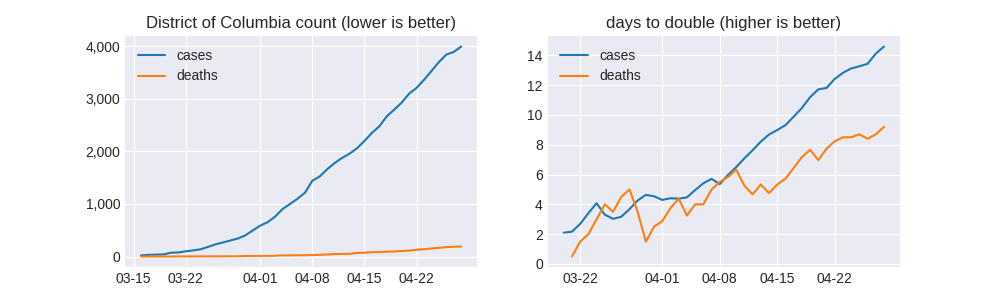 District of Columbia count (lower is better)
cases
deaths
4,000
3,000
2,000
1,000
0
03-15 03-22 04-01 04-08 04-15 04-22
days to double (higher is better)
cases
deaths
14
12
10
8
6
4
2
0
03-22 04-01 04-08 04-15 04-22